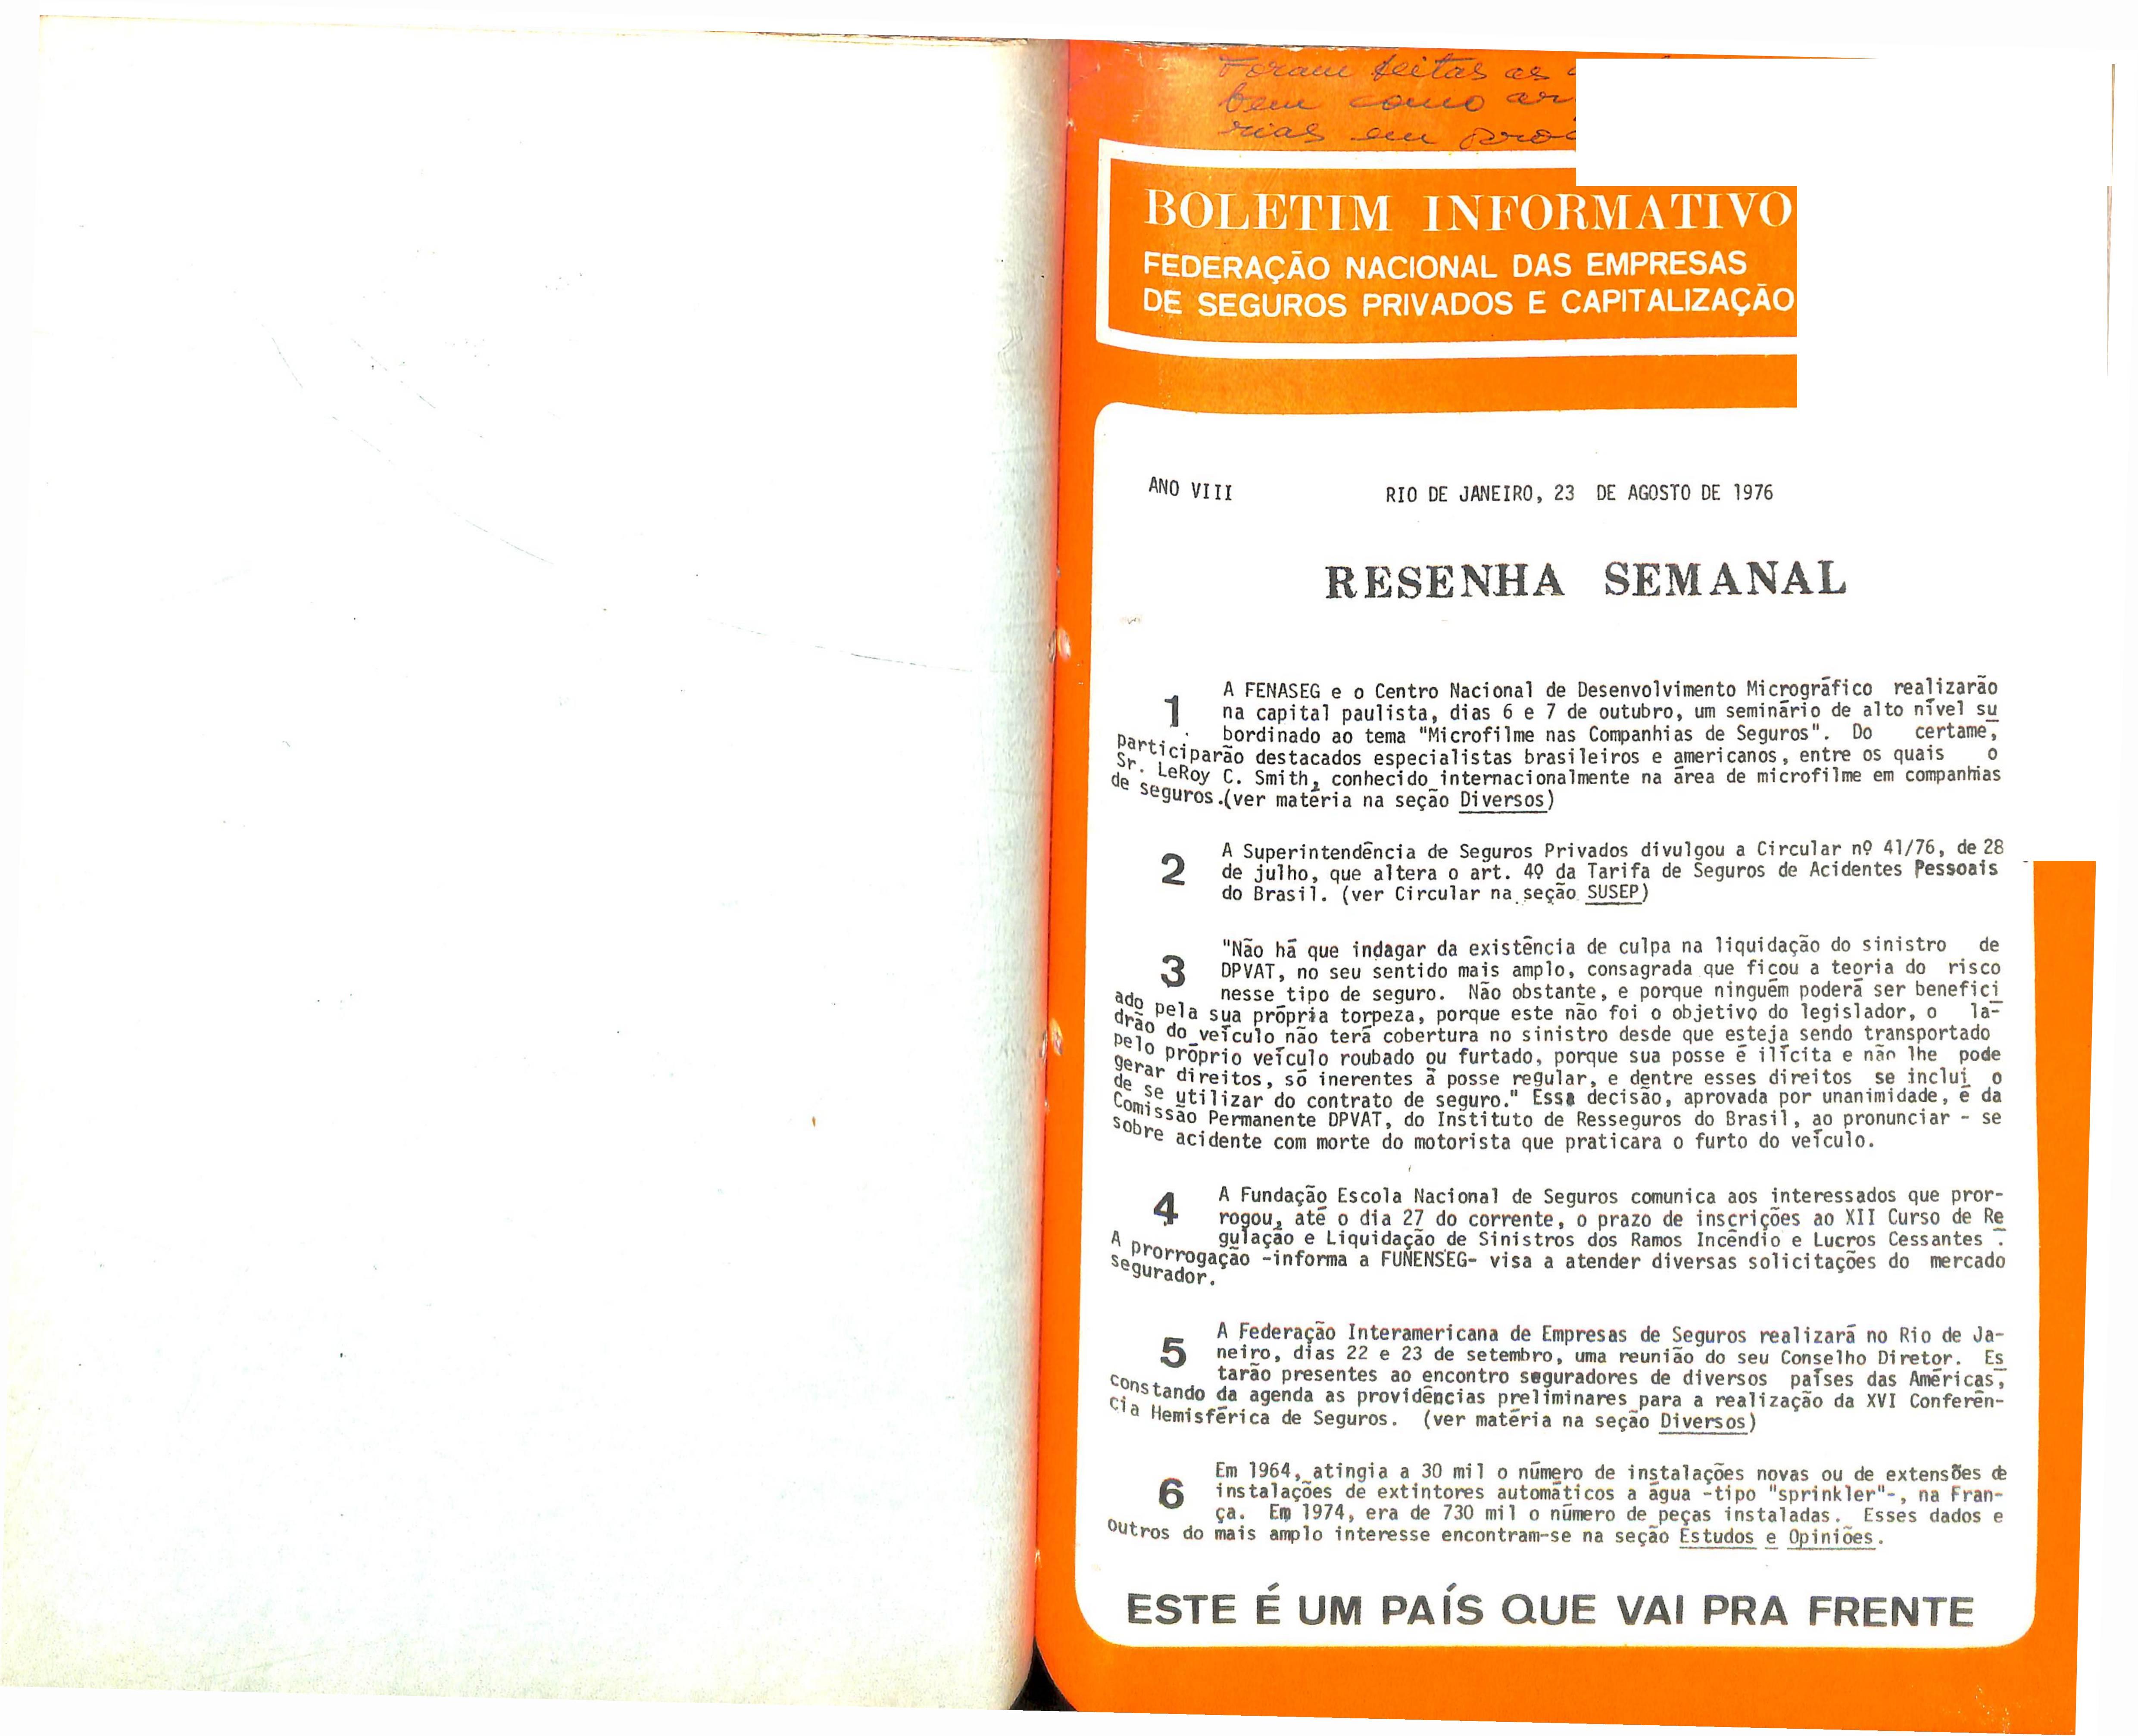 Foram feitas as
bem como
rias em
BOLETIM INFORMATIVO
FEDERAÇÃO NACIONAL DAS EMPRESAS
DE SEGUROS PRIVADOS E CAPITALIZAÇÃO
ANO VIII RIO DE JANEIRO, 23 DE AGOSTO DE 1976
RESENHA SEMANAL
1 A FENASEG e o Centro Nacional de Desenvolvimento Micrográfico realizarão
na capital paulista, dias 6 e 7 de outubro, um seminário de alto nível su
bordinado ao tema "Microfilme nas Companhias de Seguros". Do certame,
participarão destacados especialistas brasileiros e americanos, entre os quais o
Sr. LeRoy C. Smith, conhecido internacionalmente na área de microfilme em companhias
de seguros.(ver matéria na seção Diversos)
2 A Superintendência de Seguros Privados divulgou a Circular nº 41/76, de 28
de julho, que altera o art. 4º da Tarifa de Seguros de Acidentes Pessoais
do Brasil. (ver Circular na seção SUSEP)
3 "Não há que indagar da existência de culpa na liquidação do sinistro de
DPVAT, no seu sentido mais amplo, consagrada que ficou a teoria do risco
nesse tipo de seguro. Não obstante, e porque ninguém poderá ser benefici
ado pela sua própria torpeza, porque este não foi o objetivo do legislador, o la-
drão do veículo não terá cobertura no sinistro desde que esteja sendo transportado
pelo próprio veículo roubado ou furtado, porque sua posse é ilícita e não lhe pode
gerar direitos, só inerentes à posse regular, e dentre esses direitos se inclui o
de se utilizar do contrato de seguro." Essa decisão, aprovada por unanimidade, é da
Comissão Permanente DPVAT, do Instituto de Resseguros do Brasil, ao pronunciar - se
sobre acidente com morte do motorista que praticara o furto do veículo.
4 A Fundação Escola Nacional de Seguros comunica aos interessados que pror-
rogou, até o dia 27 do corrente, o prazo de inscrições ao XII Curso de Re
gulação e Liquidação de Sinistros dos Ramos Incêndio e Lucros Cessantes .
A prorrogação -informa a FUNENSEG- visa a atender diversas solicitações do mercado
segurador.
5 A Federação Interamericana de Empresas de Seguros realizará no Rio de Ja-
neiro, dias 22 e 23 de setembro, uma reunião do seu Conselho Diretor. Es
tarão presentes ao encontro seguradores de diversos países das Américas,
constando da agenda as providências preliminares para a realização da XVI Conferên-
cia Hemisférica de Seguros. (ver matéria na seção Diversos)
6 Em 1964, atingia a 30 mil o número de instalações novas ou de extensões de
instalações de extintores automáticos a água -tipo "sprinkler"-, na Fran-
ça. Em 1974, era de 730 mil o número de peças instaladas. Esses dados e
outros do mais amplo interesse encontram-se na seção Estudos e Opiniões.
ESTE É UM PAÍS QUE VAI PRA FRENTE